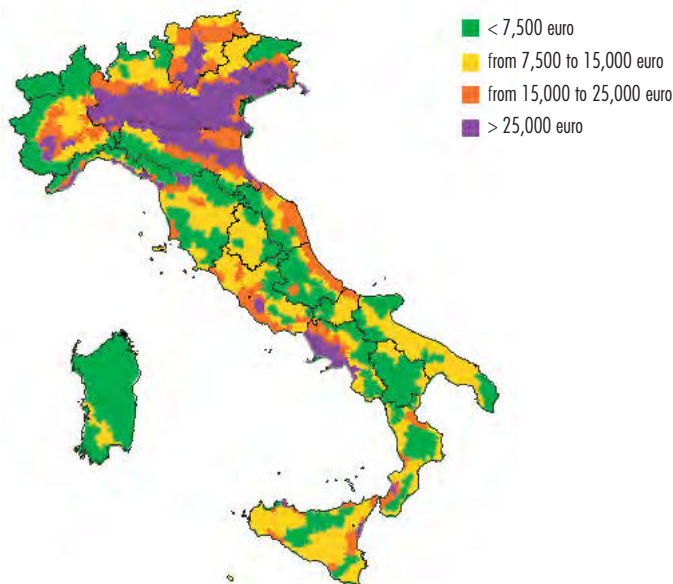 < 7,500 euro
from 7,500 to 15,000 euro
from 15,000 to 25,000 euro
> 25,000 euro